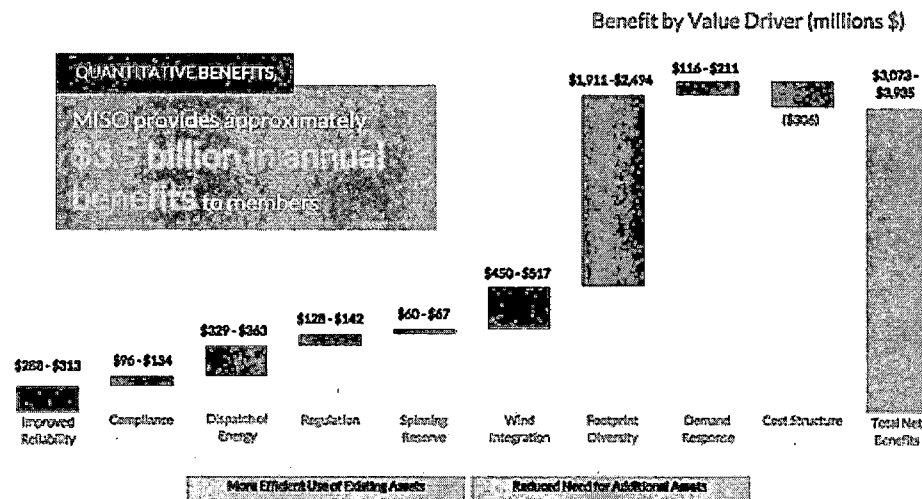 Benefit by Value Driver (millions $)
QUANTITATIVE BENEFITS
MISO provides approximately
$3.5 billion in annual
benefits to members
$288 - $313
$96 - $134
$329 - $363
$128 - $142
$60 - $67
$450 - $517
$1,911 - $2,494
$116 - $211
($306)
$3,073 -
$3,935
Improved
Reliability
Compliance
Dispatch of
Energy
Regulation
Spinning
Reserve
Wind
Integration
Footprint
Diversity
Demand
Response
Cost Structure
Total Net
Benefits
More Efficient Use of Existing Assets
Reduced Need for Additional Assets